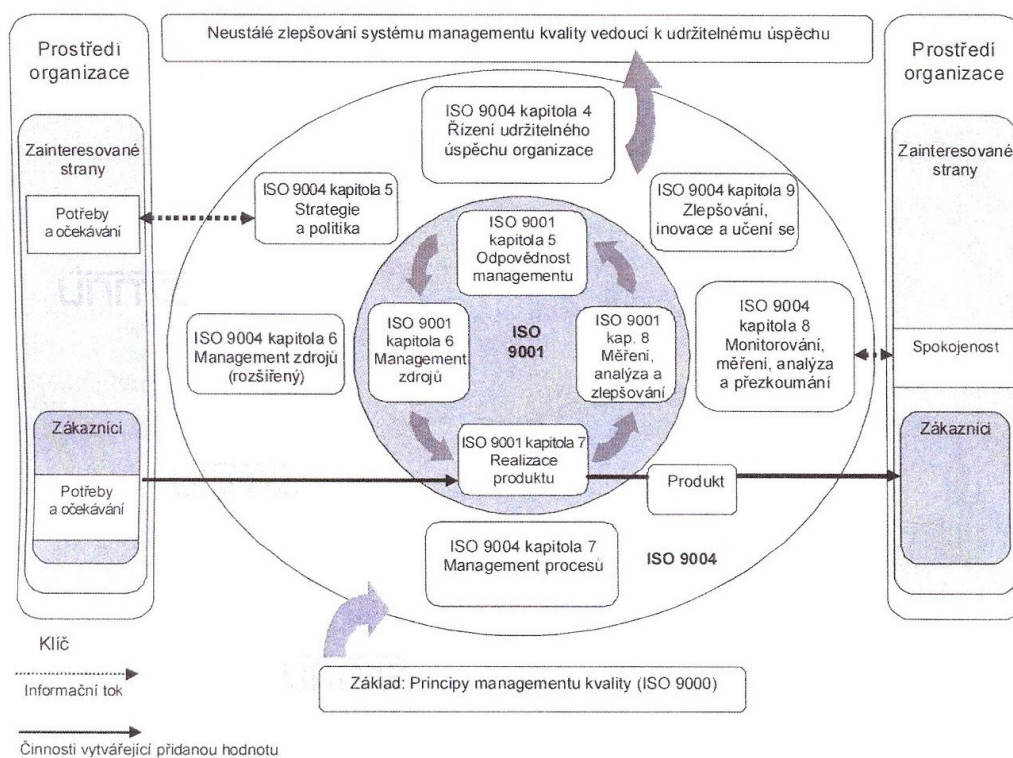 Neustálé zlepšování systému managementu kvality vedoucí k udržitelnému úspěchu
Prostředí
organizace
Zainteresované
strany
Potřeby
a očekávání
Zákazníci
Potřeby
a očekávání
ISO 9004 kapitola 4
Řízení udržitelného
úspěchu organizace
ISO 9004 kapitola 5
Strategie
a politika
ISO 9004 kapitola 9
Zlepšování,
inovace a učení se
ISO 9001
kapitola 5
Odpovědnost
managementu
ISO 9004 kapitola 6
Management zdrojů
(rozšířený)
ISO 9001
kapitola 6
Management
zdrojů
ISO
9001
ISO 9001
kap. 8
Měření,
analýza a
zlepšování
ISO 9004
kapitola 8
Monitorování,
měřeni, analýza
a přezkoumání
ISO 9001 kapitola 7
Realizace
produktu
Produkt
ISO 9004 kapitola 7
Management procesů
ISO 9004
Prostředí
organizace
Zainteresované
strany
Spokojenost
Zákazníci
Základ: Principy managementu kvality (ISO 9000)
Klíč
Informační tok
Činnosti vytvářející přidanou hodnotu